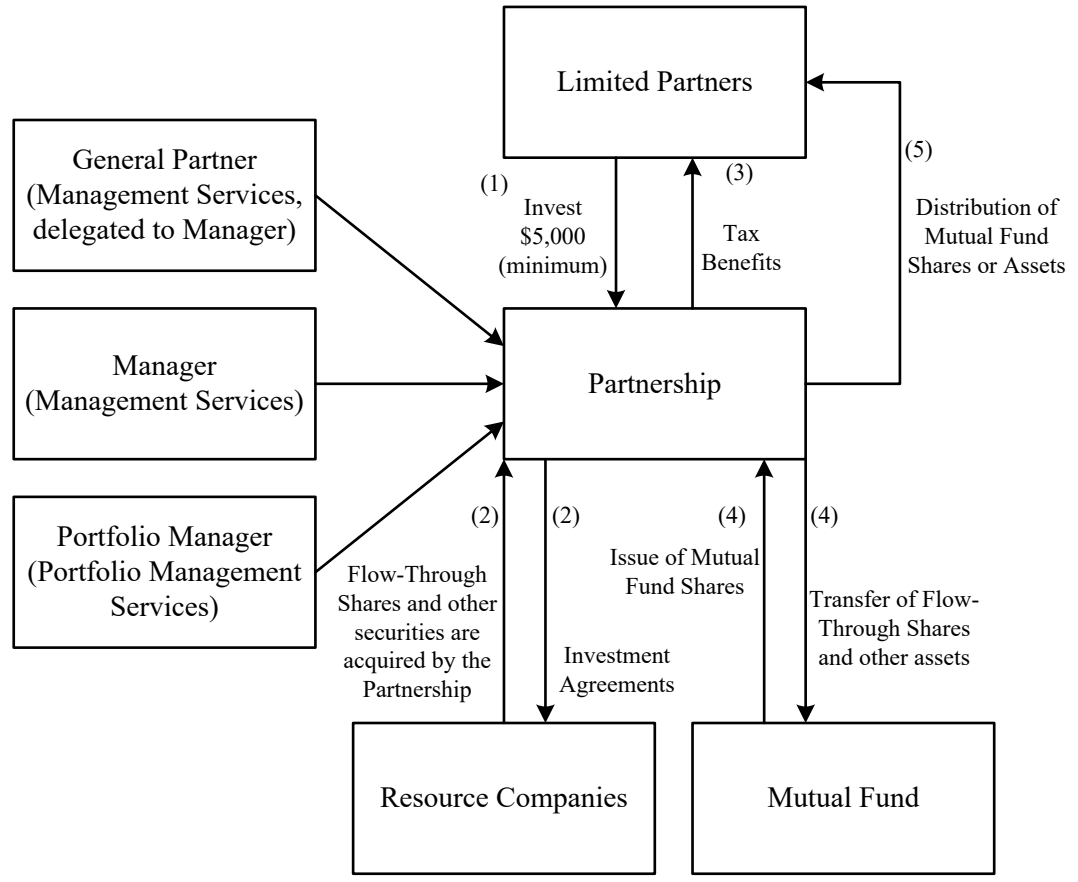 Limited Partners
General Partner
(Management Services,
delegated to Manager)
(1)
Invest
$5,000
(minimum)
(3)
Tax
Benefits
(5)
Distribution of
Mutual Fund
Shares or Assets
Manager
(Management Services)
Partnership
Portfolio Manager
(Portfolio Management
Services)
(2)
Flow-Through
Shares and other
securities are
acquired by the
Partnership
(2)
Investment
Agreements
(4)
Issue of Mutual
Fund Shares
(4)
Transfer of Flow-
Through Shares
and other assets
Resource Companies
Mutual Fund